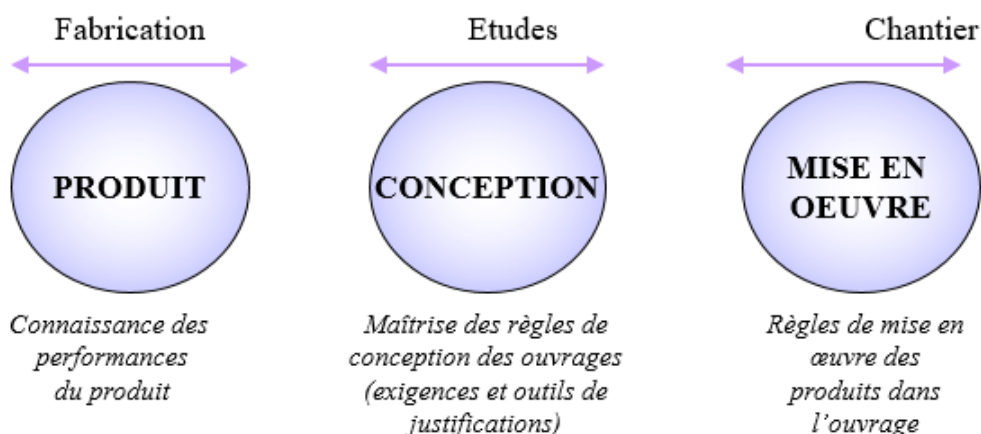 Fabrication
Etudes
Chantier
PRODUIT
CONCEPTION
MISE EN
OEUVRE
Connaissance des
performances
du produit
Maîtrise des règles de
conception des ouvrages
(exigences et outils de
justifications)
Règles de mise en
œuvre des
produits dans
l’ouvrage